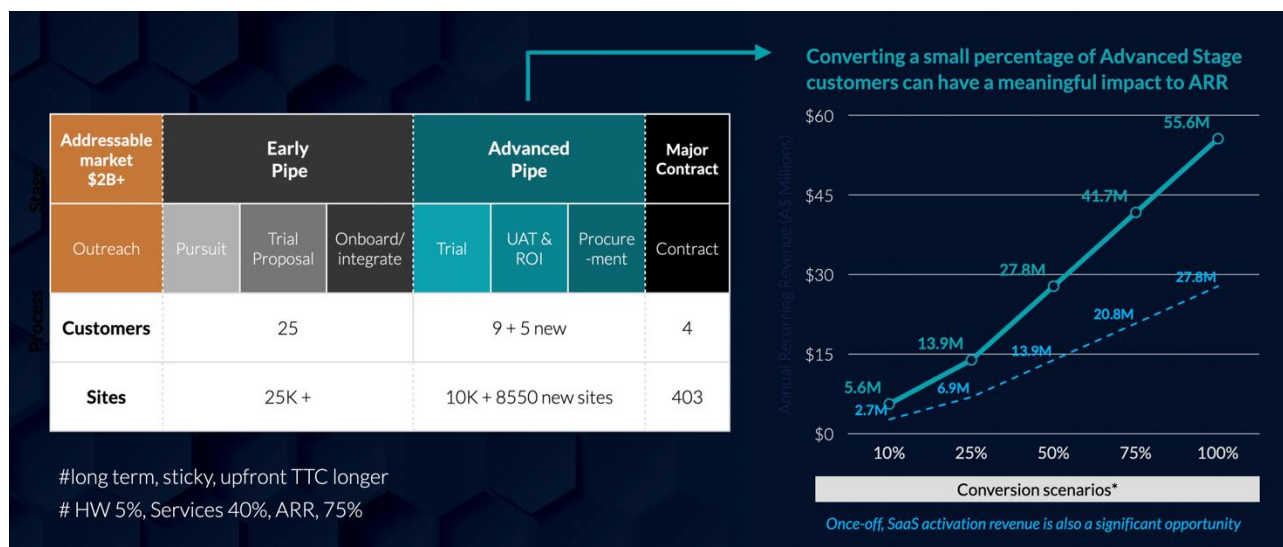 Converting a small percentage of Advanced Stage
customers can have a meaningful impact to ARR
Stage
Process
Addressable
market
$2B+
Early
Pipe
Advanced
Pipe
Major
Contract
Outreach
Pursuit
Trial
Proposal
Onboard/
integrate
Trial
UAT &
ROI
Procure
-ment
Contract
Customers
25
9 + 5 new
4
Sites
25K +
10K + 8550 new sites
403
#long term, sticky, upfront TTC longer
# HW 5%, Services 40%, ARR, 75%
Annual Recurring Revenue (A$ Millions)
$60
$45
$30
$15
$0
5.6M
13.9M
27.8M
41.7M
55.6M
2.7M
6.9M
13.9M
20.8M
27.8M
10%
25%
50%
75%
100%
Conversion scenarios*
Once-off, SaaS activation revenue is also a significant opportunity